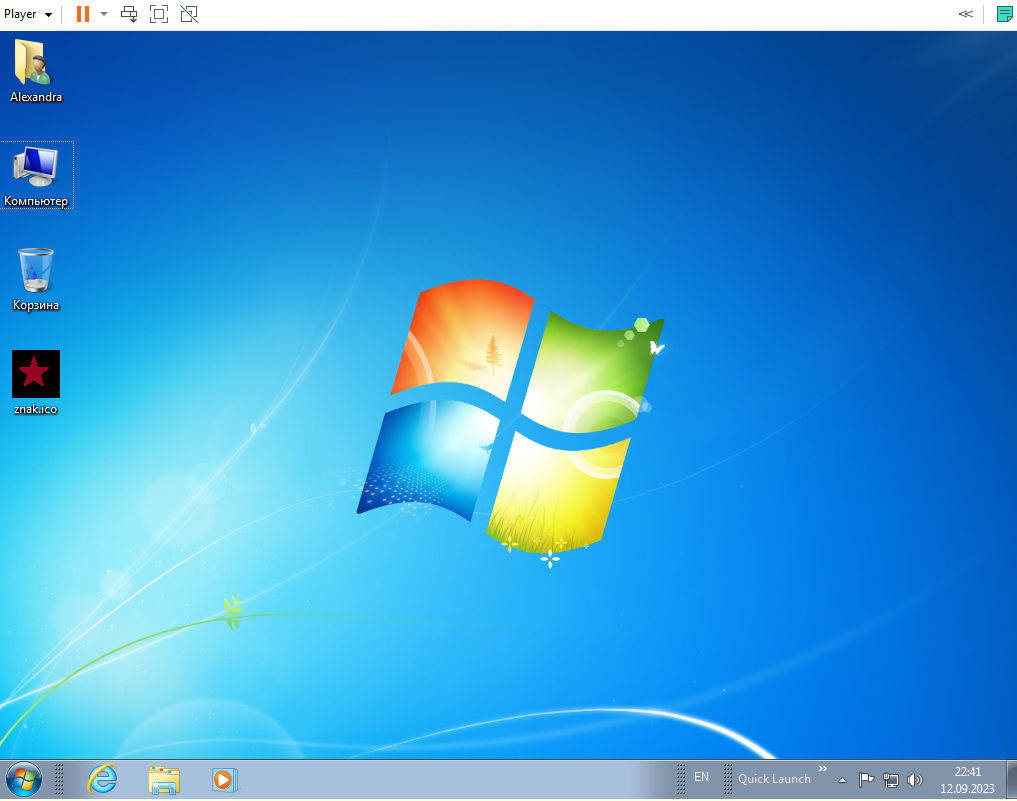 Player
Alexandra
Компьютер
Корзина
znak.ico
EN
Quick Launch
22:41
12.09.2023